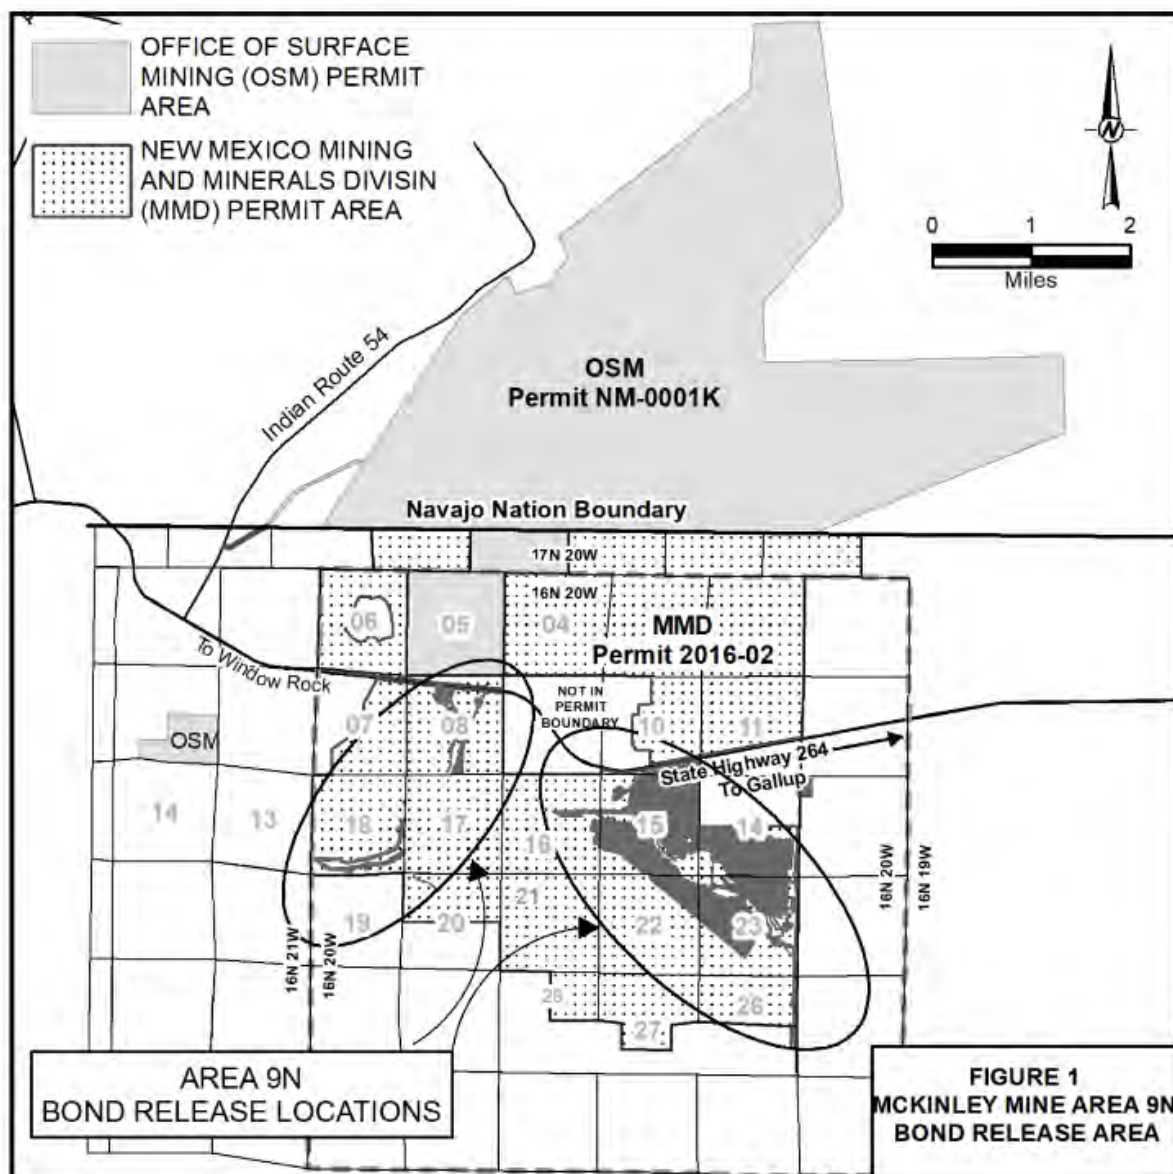 OFFICE OF SURFACE
MINING (OSM) PERMIT
AREA
NEW MEXICO MINING
AND MINERALS DIVISIN
(MMD) PERMIT AREA
N
0 1 2
Miles
Indian Route 54
OSM
Permit NM-0001K
Navajo Nation Boundary
17N 20W
16N 20W
06
05
04
MMD
Permit 2016-02
To Window Rock
NOT IN
PERMIT
BOUNDARY
07
08
10
11
OSM
State Highway 264
To Gallup
14
13
18
17
16
15
14
16N 20W
16N 19W
19
20
21
22
23
16N 21W
16N 20W
28
27
26
AREA 9N
BOND RELEASE LOCATIONS
FIGURE 1
MCKINLEY MINE AREA 9N
BOND RELEASE AREA